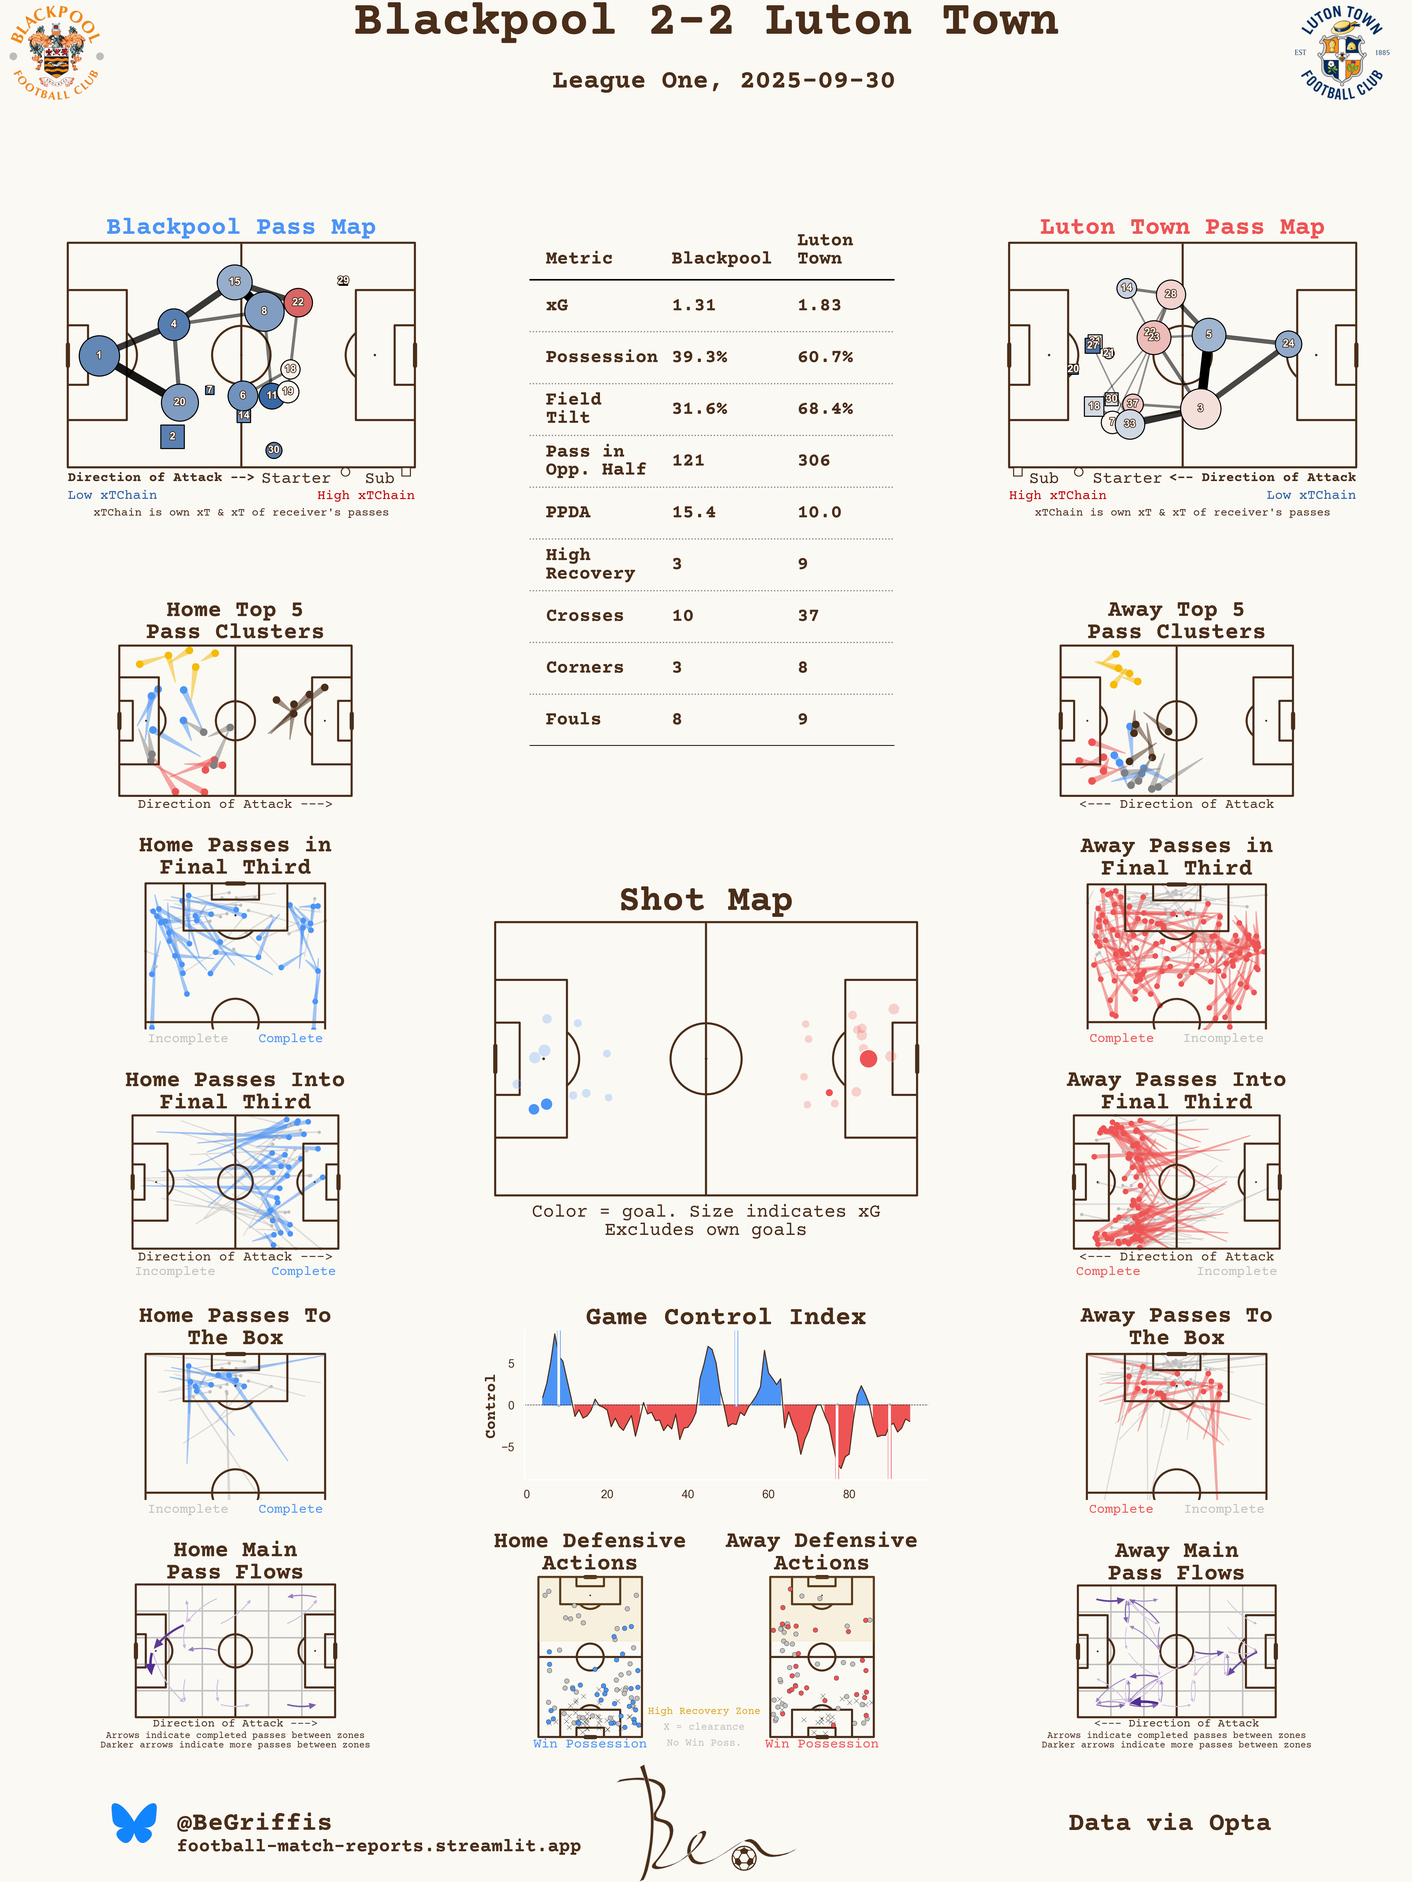 Blackpool 2-2 Luton Town
League One, 2025-09-30
BLACKPOOL
FOOTBALL CLUB
LUTON TOWN
EST 1885
FOOTBALL CLUB
Blackpool Pass Map
15
29
22
8
4
1
18
7
6
11
19
20
14
2
30
Direction of Attack --> Starter Sub
Low xTChain High xTChain
xTChain is own xT & xT of receiver's passes
Metric Blackpool Luton Town
xG 1.31 1.83
Possession 39.3% 60.7%
Field Tilt 31.6% 68.4%
Pass in Opp. Half 121 306
PPDA 15.4 10.0
High Recovery 3 9
Crosses 10 37
Corners 3 8
Fouls 8 9
Luton Town Pass Map
14
28
23
5
24
27
21
20
30
18
37
3
7
33
Sub Starter <-- Direction of Attack
High xTChain Low xTChain
xTChain is own xT & xT of receiver's passes
Home Top 5
Pass Clusters
Direction of Attack --->
Away Top 5
Pass Clusters
<--- Direction of Attack
Home Passes in
Final Third
Incomplete Complete
Away Passes in
Final Third
Complete Incomplete
Shot Map
Color = goal. Size indicates xG
Excludes own goals
Home Passes Into
Final Third
Direction of Attack --->
Incomplete Complete
Away Passes Into
Final Third
<--- Direction of Attack
Complete Incomplete
Home Passes To
The Box
Incomplete Complete
Game Control Index
Control
5
0
−5
0 20 40 60 80
Away Passes To
The Box
Complete Incomplete
Home Main
Pass Flows
Direction of Attack --->
Arrows indicate completed passes between zones
Darker arrows indicate more passes between zones
Home Defensive
Actions
Win Possession
Away Defensive
Actions
Win Possession
High Recovery Zone
X = clearance
No Win Poss.
Away Main
Pass Flows
<--- Direction of Attack
Arrows indicate completed passes between zones
Darker arrows indicate more passes between zones
@BeGriffis
football-match-reports.streamlit.app
Ben
Data via Opta